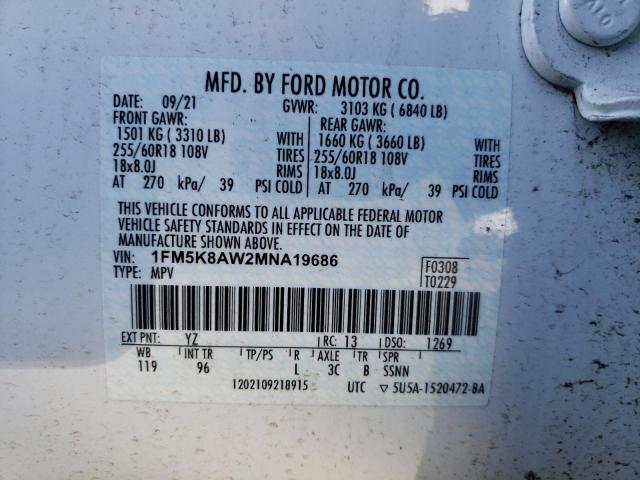 MFD. BY FORD MOTOR CO.
DATE: 09/21 GVWR: 3103 KG ( 6840 LB)
FRONT GAWR: REAR GAWR:
1501 KG ( 3310 LB) WITH 1660 KG ( 3660 LB) WITH
255/60R18 108V TIRES 255/60R18 108V TIRES
18x8.0J RIMS 18x8.0J RIMS
AT 270 kPa/ 39 PSI COLD AT 270 kPa/ 39 PSI COLD
THIS VEHICLE CONFORMS TO ALL APPLICABLE FEDERAL MOTOR
VEHICLE SAFETY STANDARDS IN EFFECT ON THE DATE OF
MANUFACTURE SHOWN ABOVE.
VIN: 1FM5K8AW2MNA19686
TYPE: MPV
F0308
T0229
EXT PNT: YZ RC: 13 DSO: 1269
WB INT TR TP/PS R AXLE TR SPR
119 96 L 3C B SSNN
1202109218915 UTC ▽ 5U5A-1520472-BA